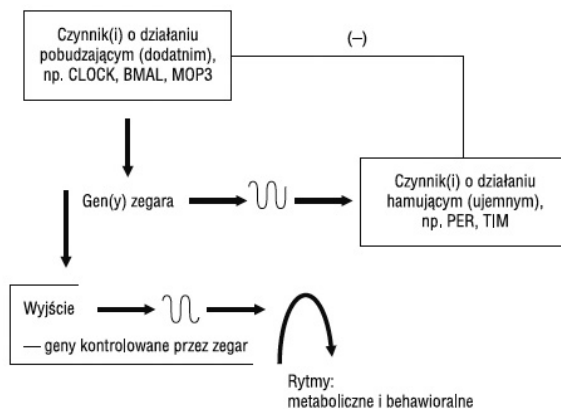 Czynnik(i) o działaniu
pobudzającym (dodatnim),
np. CLOCK, BMAL, MOP3
(–)
Gen(y) zegara
Czynnik(i) o działaniu
hamującym (ujemnym),
np. PER, TIM
Wyjście
— geny kontrolowane przez zegar
Rytmy:
metaboliczne i behawioralne